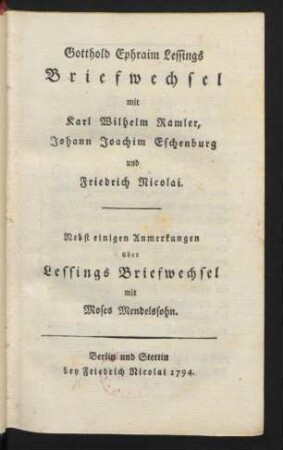 Gotthold Ephraim Lessings
Briefwechsel
mit
Karl Wilhelm Ramler,
Johann Joachim Eschenburg
und
Friedrich Nicolai.
Nebst einigen Anmerkungen
über
Lessings Briefwechsel
mit
Moses Mendelssohn.
Berlin und Stettin
bey Friedrich Nicolai 1794.